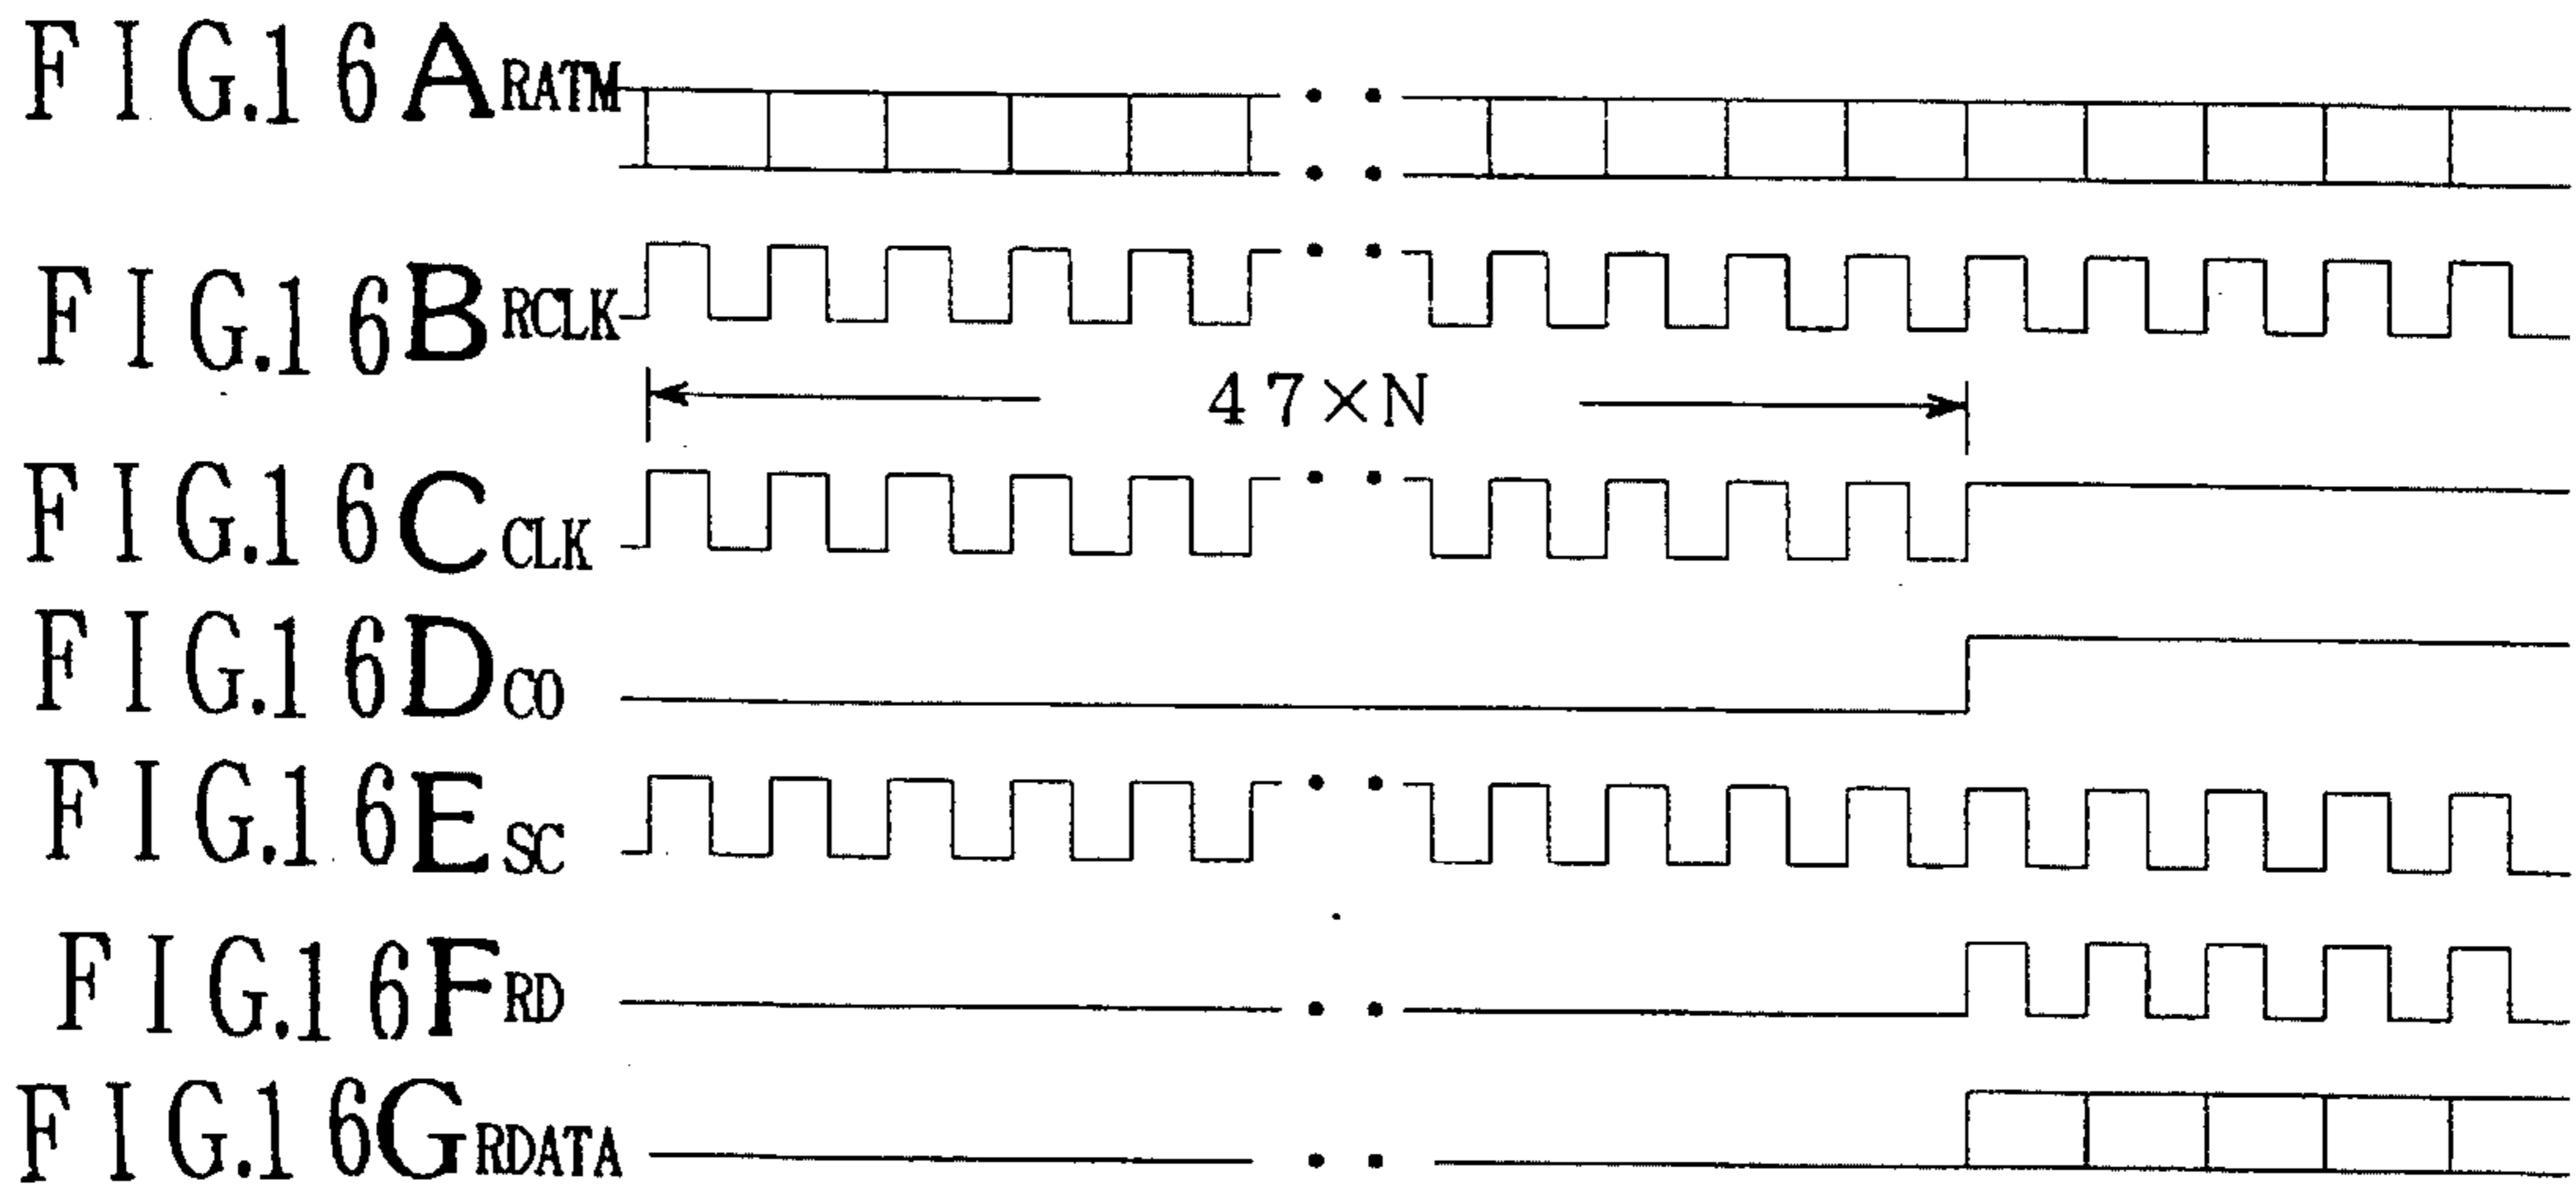 FIG.16A RATM
FIG.16B RCLK
47×N
FIG.16C CLK
FIG.16D CO
FIG.16E SC
FIG.16F RD
FIG.16G RDATA